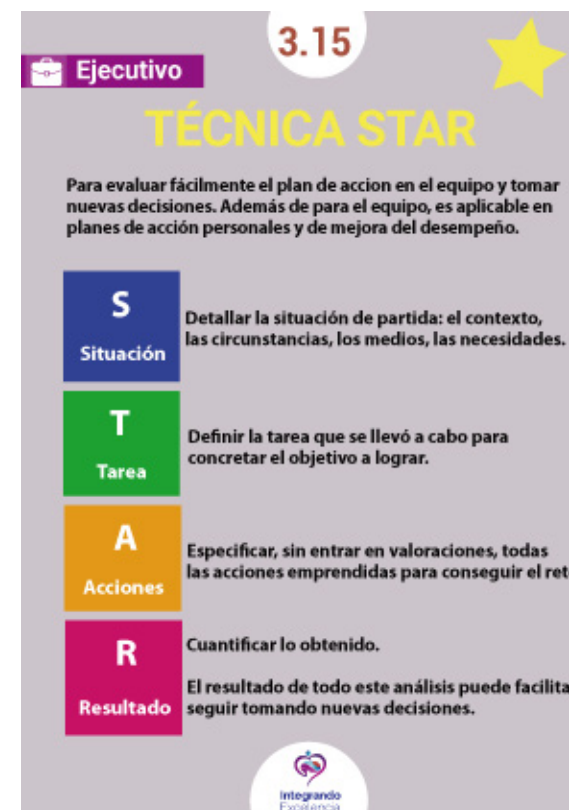 3.15
Ejecutivo
TÉCNICA STAR
Para evaluar fácilmente el plan de accion en el equipo y tomar
nuevas decisiones. Además de para el equipo, es aplicable en
planes de acción personales y de mejora del desempeño.
S
Situación
Detallar la situación de partida: el contexto,
las circunstancias, los medios, las necesidades.
T
Tarea
Definir la tarea que se llevó a cabo para
concretar el objetivo a lograr.
A
Acciones
Especificar, sin entrar en valoraciones, todas
las acciones emprendidas para conseguir el ret
R
Resultado
Cuantificar lo obtenido.
El resultado de todo este análisis puede facilita
seguir tomando nuevas decisiones.
Integrando
Excelencia